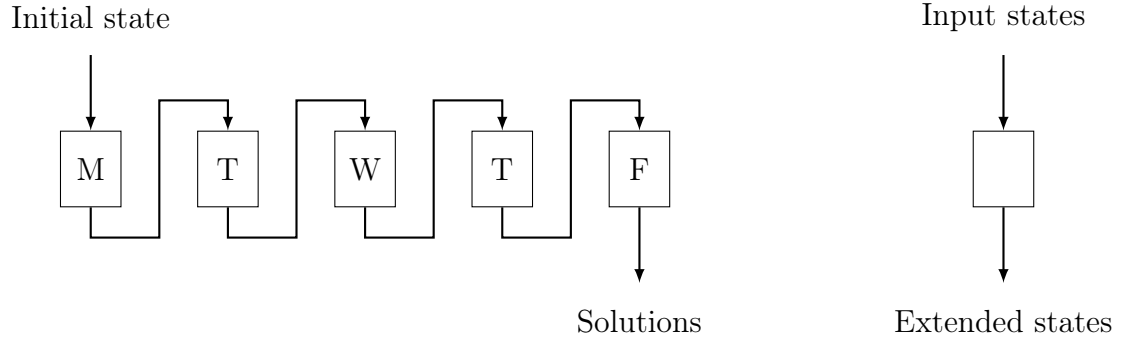 Initial state
Input states
M
T
W
T
F
Solutions
Extended states